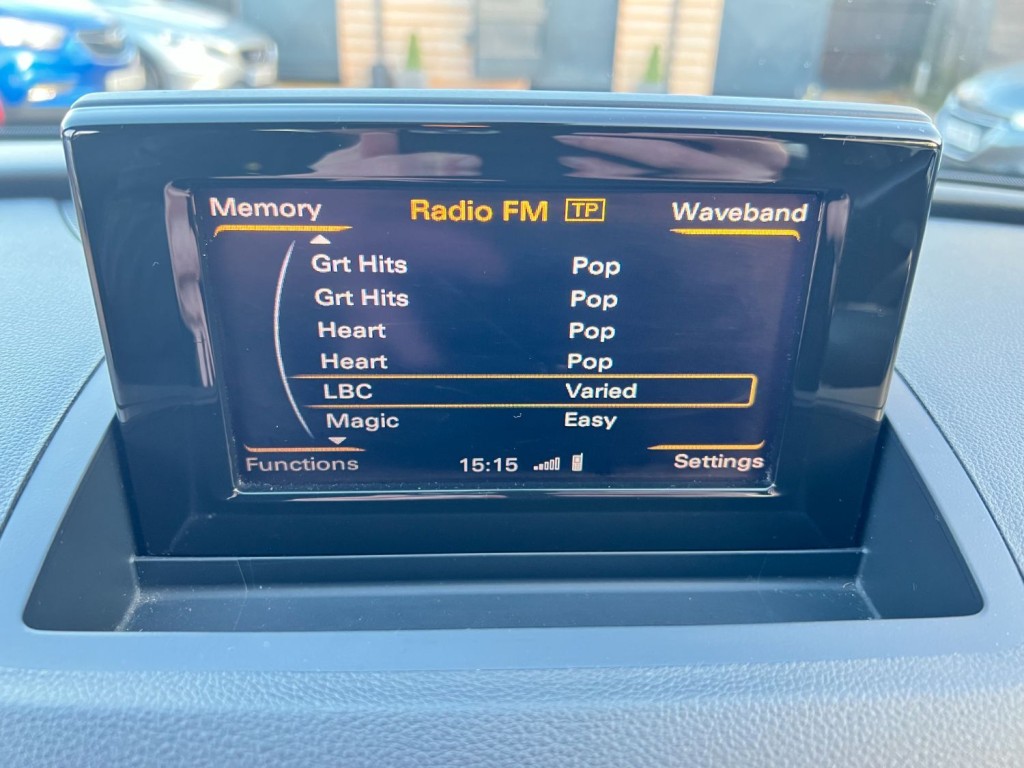 Memory Radio FM TP Waveband
Grt Hits Pop
Grt Hits Pop
Heart Pop
Heart Pop
LBC Varied
Magic Easy
Functions 15:15 Settings